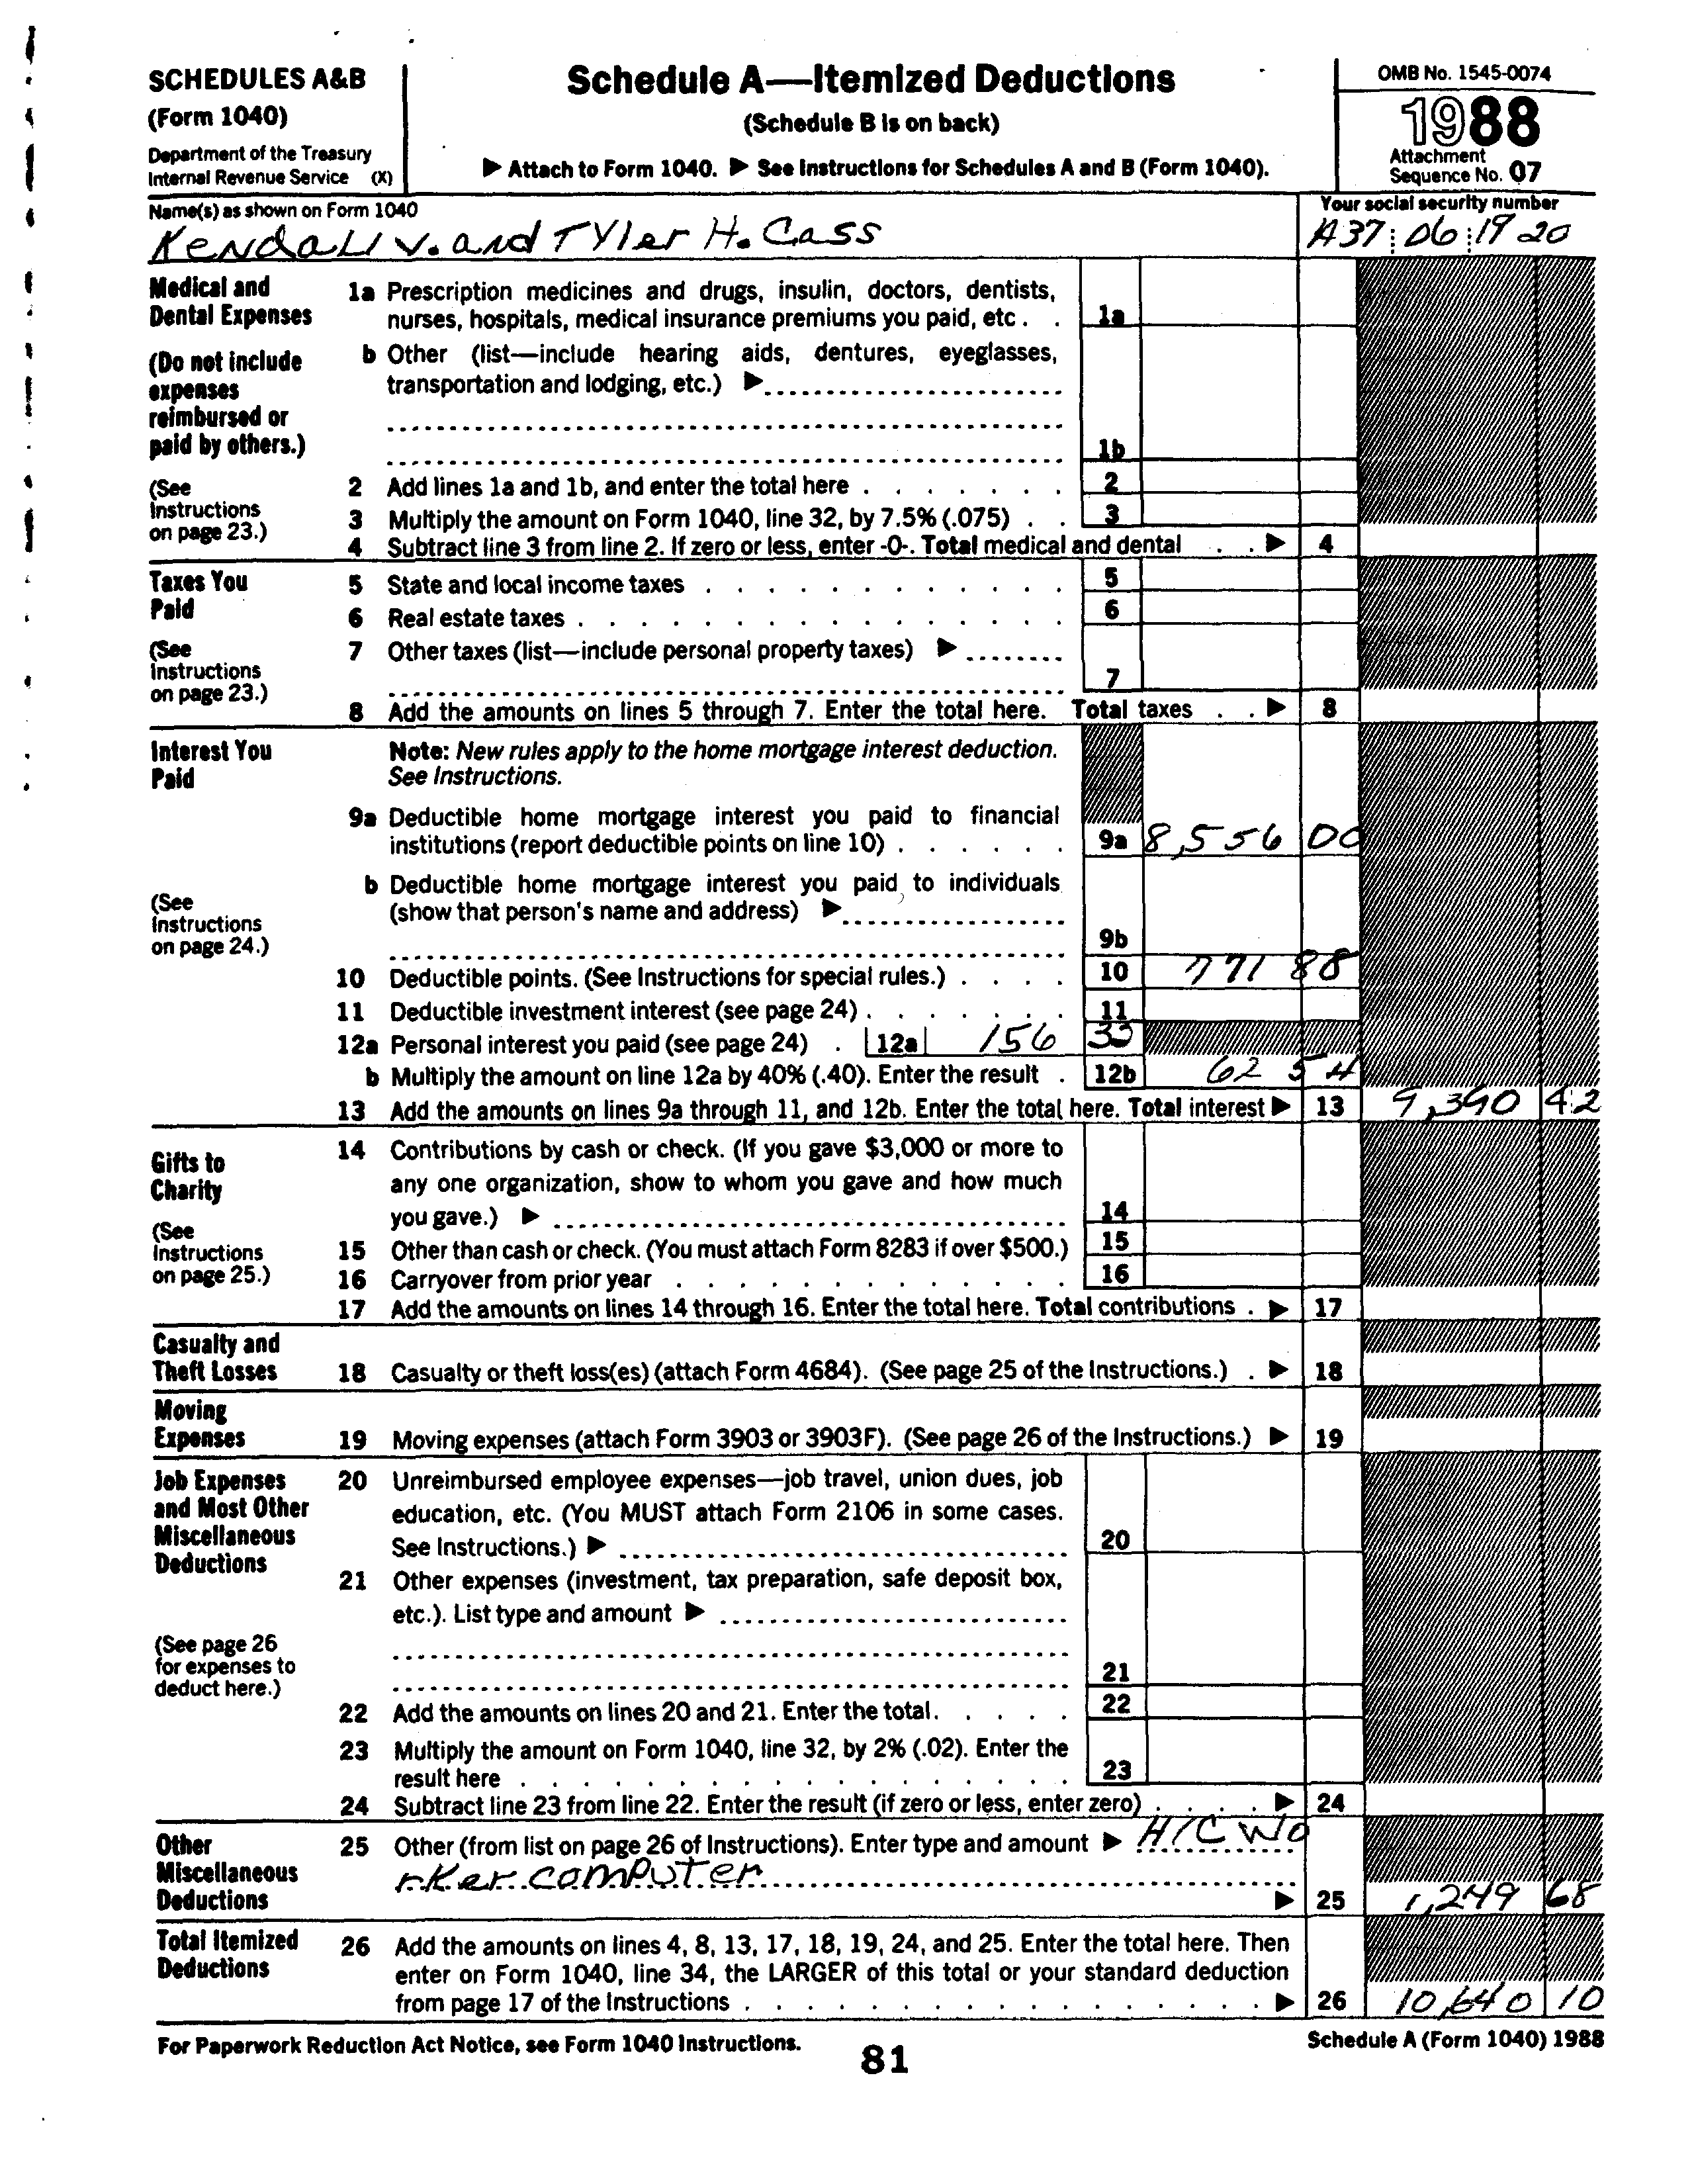 SCHEDULES A&B
(Form 1040)
Department of the Treasury
Internal Revenue Service (X)
Schedule A—Itemized Deductions
(Schedule B is on back)
▶ Attach to Form 1040. ▶ See Instructions for Schedules A and B (Form 1040).
OMB No. 1545-0074
1988
Attachment
Sequence No. 07
Name(s) as shown on Form 1040
Kendall V. and Tyler H. Cass
Your social security number
A37 06 19 20
Medical and
Dental Expenses
(Do not include
expenses
reimbursed or
paid by others.)
(See
Instructions
on page 23.)
1a Prescription medicines and drugs, insulin, doctors, dentists,
nurses, hospitals, medical insurance premiums you paid, etc . . 1a
b Other (list—include hearing aids, dentures, eyeglasses,
transportation and lodging, etc.) ▶
1b
2 Add lines 1a and 1b, and enter the total here . . . . . . . 2
3 Multiply the amount on Form 1040, line 32, by 7.5% (.075) . . 3
4 Subtract line 3 from line 2. If zero or less, enter -0-. Total medical and dental . . ▶ 4
Taxes You
Paid
(See
Instructions
on page 23.)
5 State and local income taxes . . . . . . . . . . . . 5
6 Real estate taxes . . . . . . . . . . . . . . . . 6
7 Other taxes (list—include personal property taxes) ▶
7
8 Add the amounts on lines 5 through 7. Enter the total here. Total taxes . . ▶ 8
Interest You
Paid
(See
Instructions
on page 24.)
Note: New rules apply to the home mortgage interest deduction.
See Instructions.
9a Deductible home mortgage interest you paid to financial
institutions (report deductible points on line 10) . . . . . . 9a 8,556 00
b Deductible home mortgage interest you paid to individuals
(show that person's name and address) ▶
9b
10 Deductible points. (See Instructions for special rules.) . . . . 10 771 88
11 Deductible investment interest (see page 24) . . . . . . . 11
12a Personal interest you paid (see page 24) . 12a 156 33
b Multiply the amount on line 12a by 40% (.40). Enter the result . 12b 62 54
13 Add the amounts on lines 9a through 11, and 12b. Enter the total here. Total interest ▶ 13 9,390 42
Gifts to
Charity
(See
Instructions
on page 25.)
14 Contributions by cash or check. (If you gave $3,000 or more to
any one organization, show to whom you gave and how much
you gave.) ▶ 14
15 Other than cash or check. (You must attach Form 8283 if over $500.) 15
16 Carryover from prior year . . . . . . . . . . . . . 16
17 Add the amounts on lines 14 through 16. Enter the total here. Total contributions . ▶ 17
Casualty and
Theft Losses
18 Casualty or theft loss(es) (attach Form 4684). (See page 25 of the Instructions.) . ▶ 18
Moving
Expenses
19 Moving expenses (attach Form 3903 or 3903F). (See page 26 of the Instructions.) ▶ 19
Job Expenses
and Most Other
Miscellaneous
Deductions
(See page 26
for expenses to
deduct here.)
20 Unreimbursed employee expenses—job travel, union dues, job
education, etc. (You MUST attach Form 2106 in some cases.
See Instructions.) ▶ 20
21 Other expenses (investment, tax preparation, safe deposit box,
etc.). List type and amount ▶
21
22 Add the amounts on lines 20 and 21. Enter the total. . . . . 22
23 Multiply the amount on Form 1040, line 32, by 2% (.02). Enter the
result here . . . . . . . . . . . . . . . . . . 23
24 Subtract line 23 from line 22. Enter the result (if zero or less, enter zero) . . . . ▶ 24
Other
Miscellaneous
Deductions
25 Other (from list on page 26 of Instructions). Enter type and amount ▶ H/C Wo
rker computer
▶ 25 1,249 68
Total Itemized
Deductions
26 Add the amounts on lines 4, 8, 13, 17, 18, 19, 24, and 25. Enter the total here. Then
enter on Form 1040, line 34, the LARGER of this total or your standard deduction
from page 17 of the Instructions . . . . . . . . . . . . . . . . . ▶ 26 10,640 10
For Paperwork Reduction Act Notice, see Form 1040 Instructions.
81
Schedule A (Form 1040) 1988